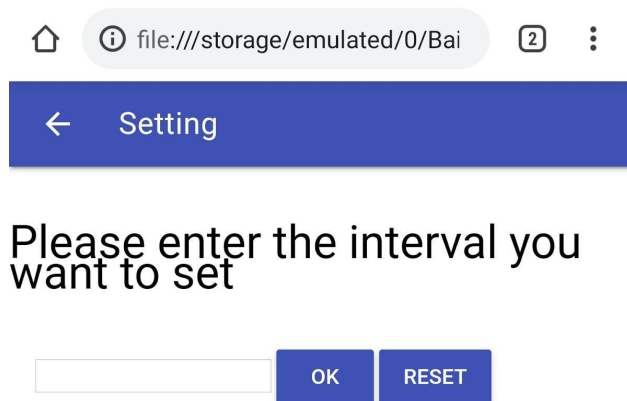 file:///storage/emulated/0/Bai
2
Setting
Please enter the interval you
want to set
OK RESET